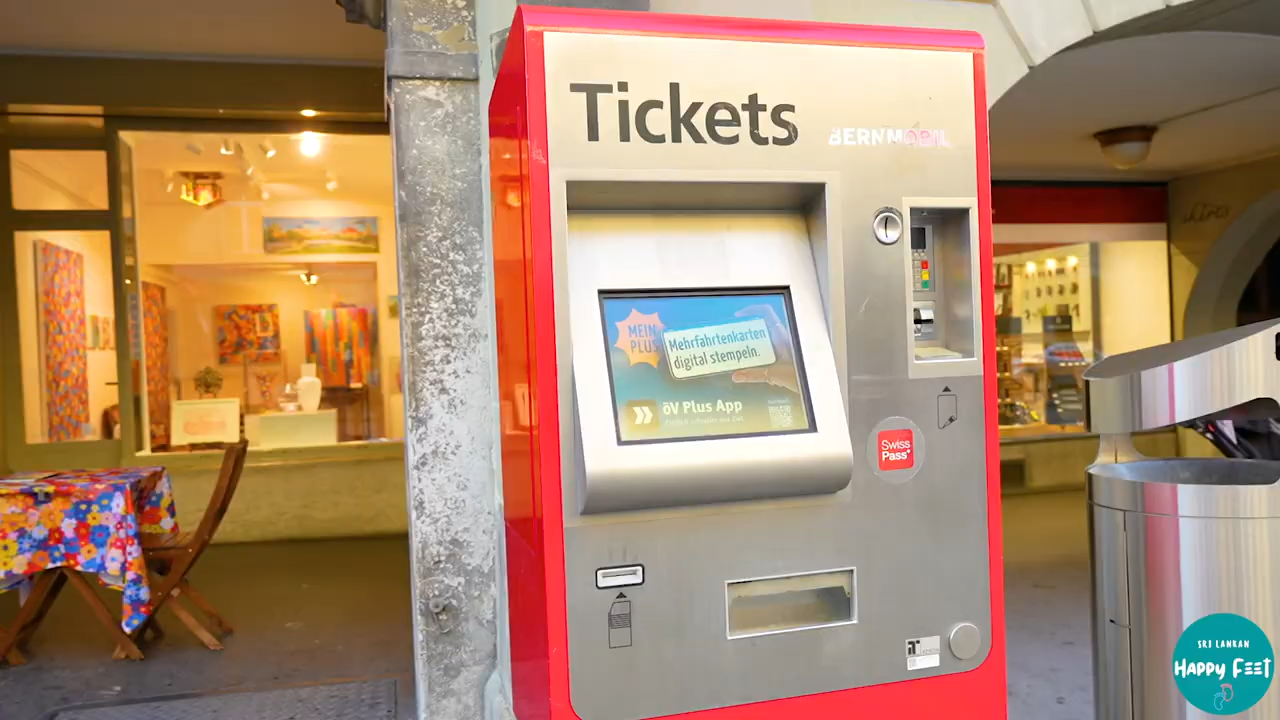 Tickets
BERNMOBIL
MEIN
PLUS
Mehrfahrtenkarten
digital stempeln.
öV Plus App
Swiss
Pass
SRI LANKAN
HAPPY FEET